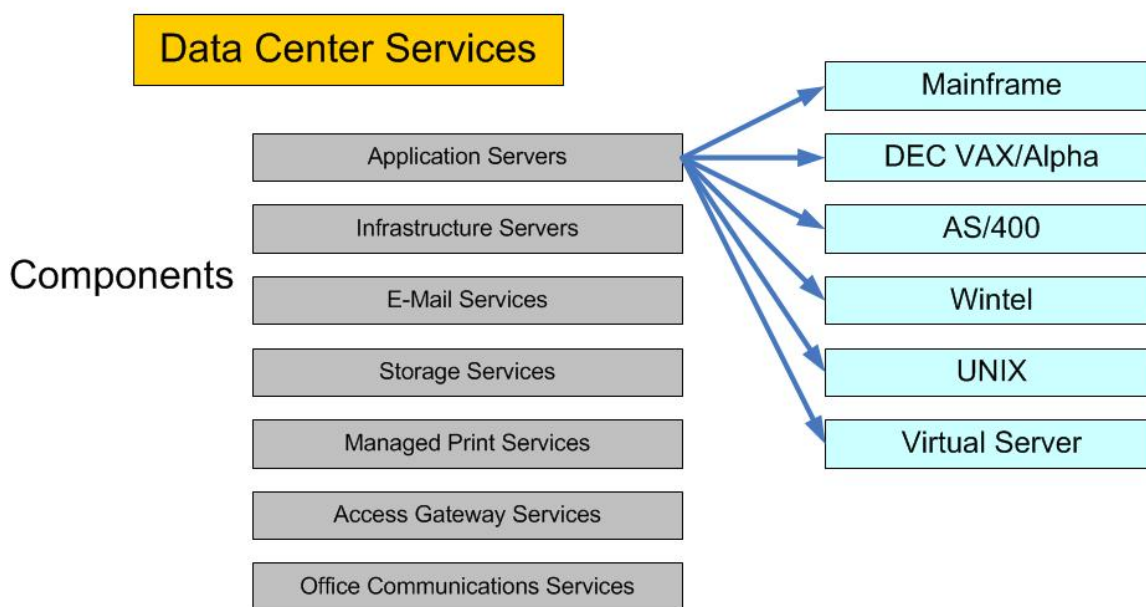 Data Center Services
Components
Application Servers
Infrastructure Servers
E-Mail Services
Storage Services
Managed Print Services
Access Gateway Services
Office Communications Services
Mainframe
DEC VAX/Alpha
AS/400
Wintel
UNIX
Virtual Server